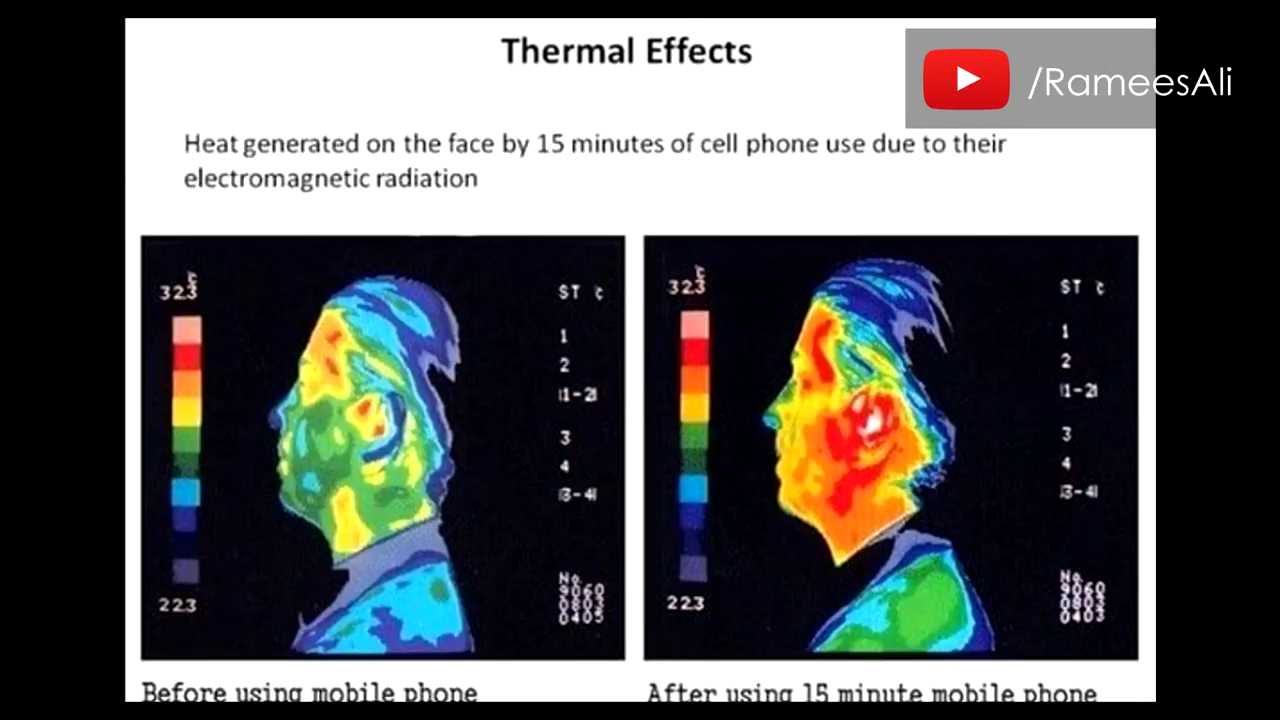 Thermal Effects
/RameesAli
Heat generated on the face by 15 minutes of cell phone use due to their
electromagnetic radiation
ST c
1
2
3
4
223
ST c
1
2
3
4
223
Before using mobile phone
After using 15 minute mobile phone